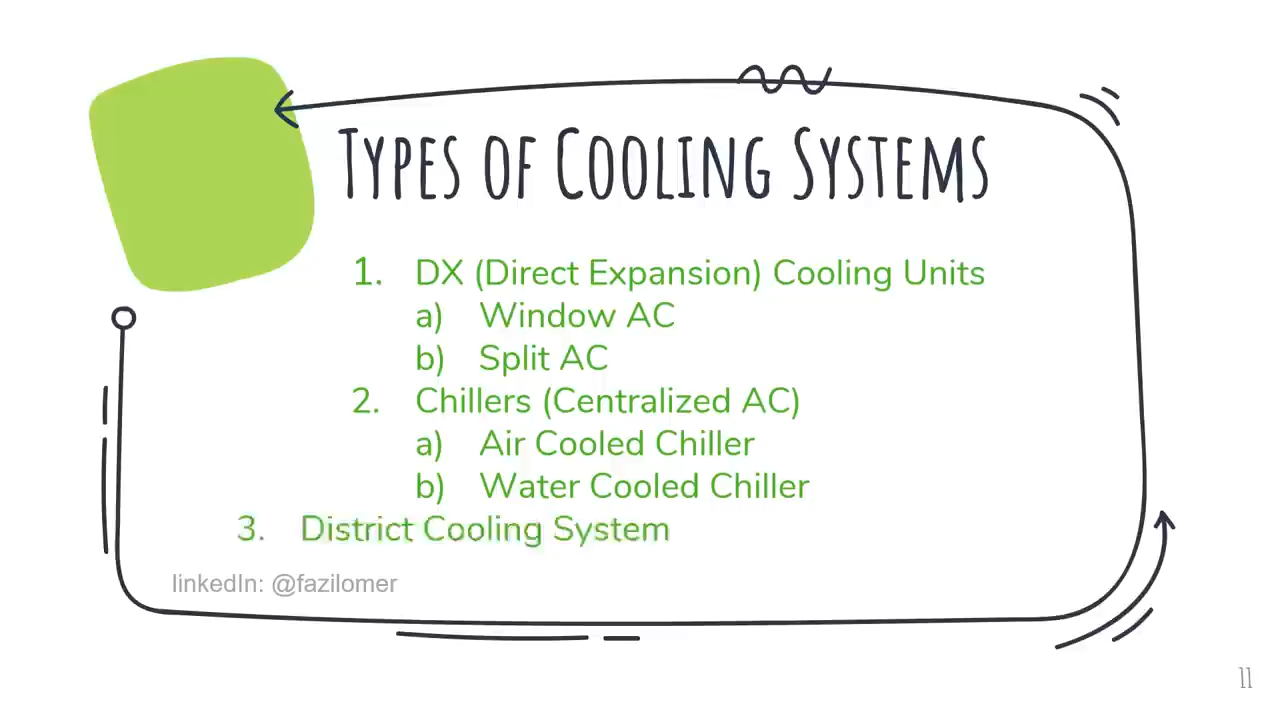 Types of Cooling Systems
1. DX (Direct Expansion) Cooling Units
a) Window AC
b) Split AC
2. Chillers (Centralized AC)
a) Air Cooled Chiller
b) Water Cooled Chiller
3. District Cooling System
linkedIn: @fazilomer
11